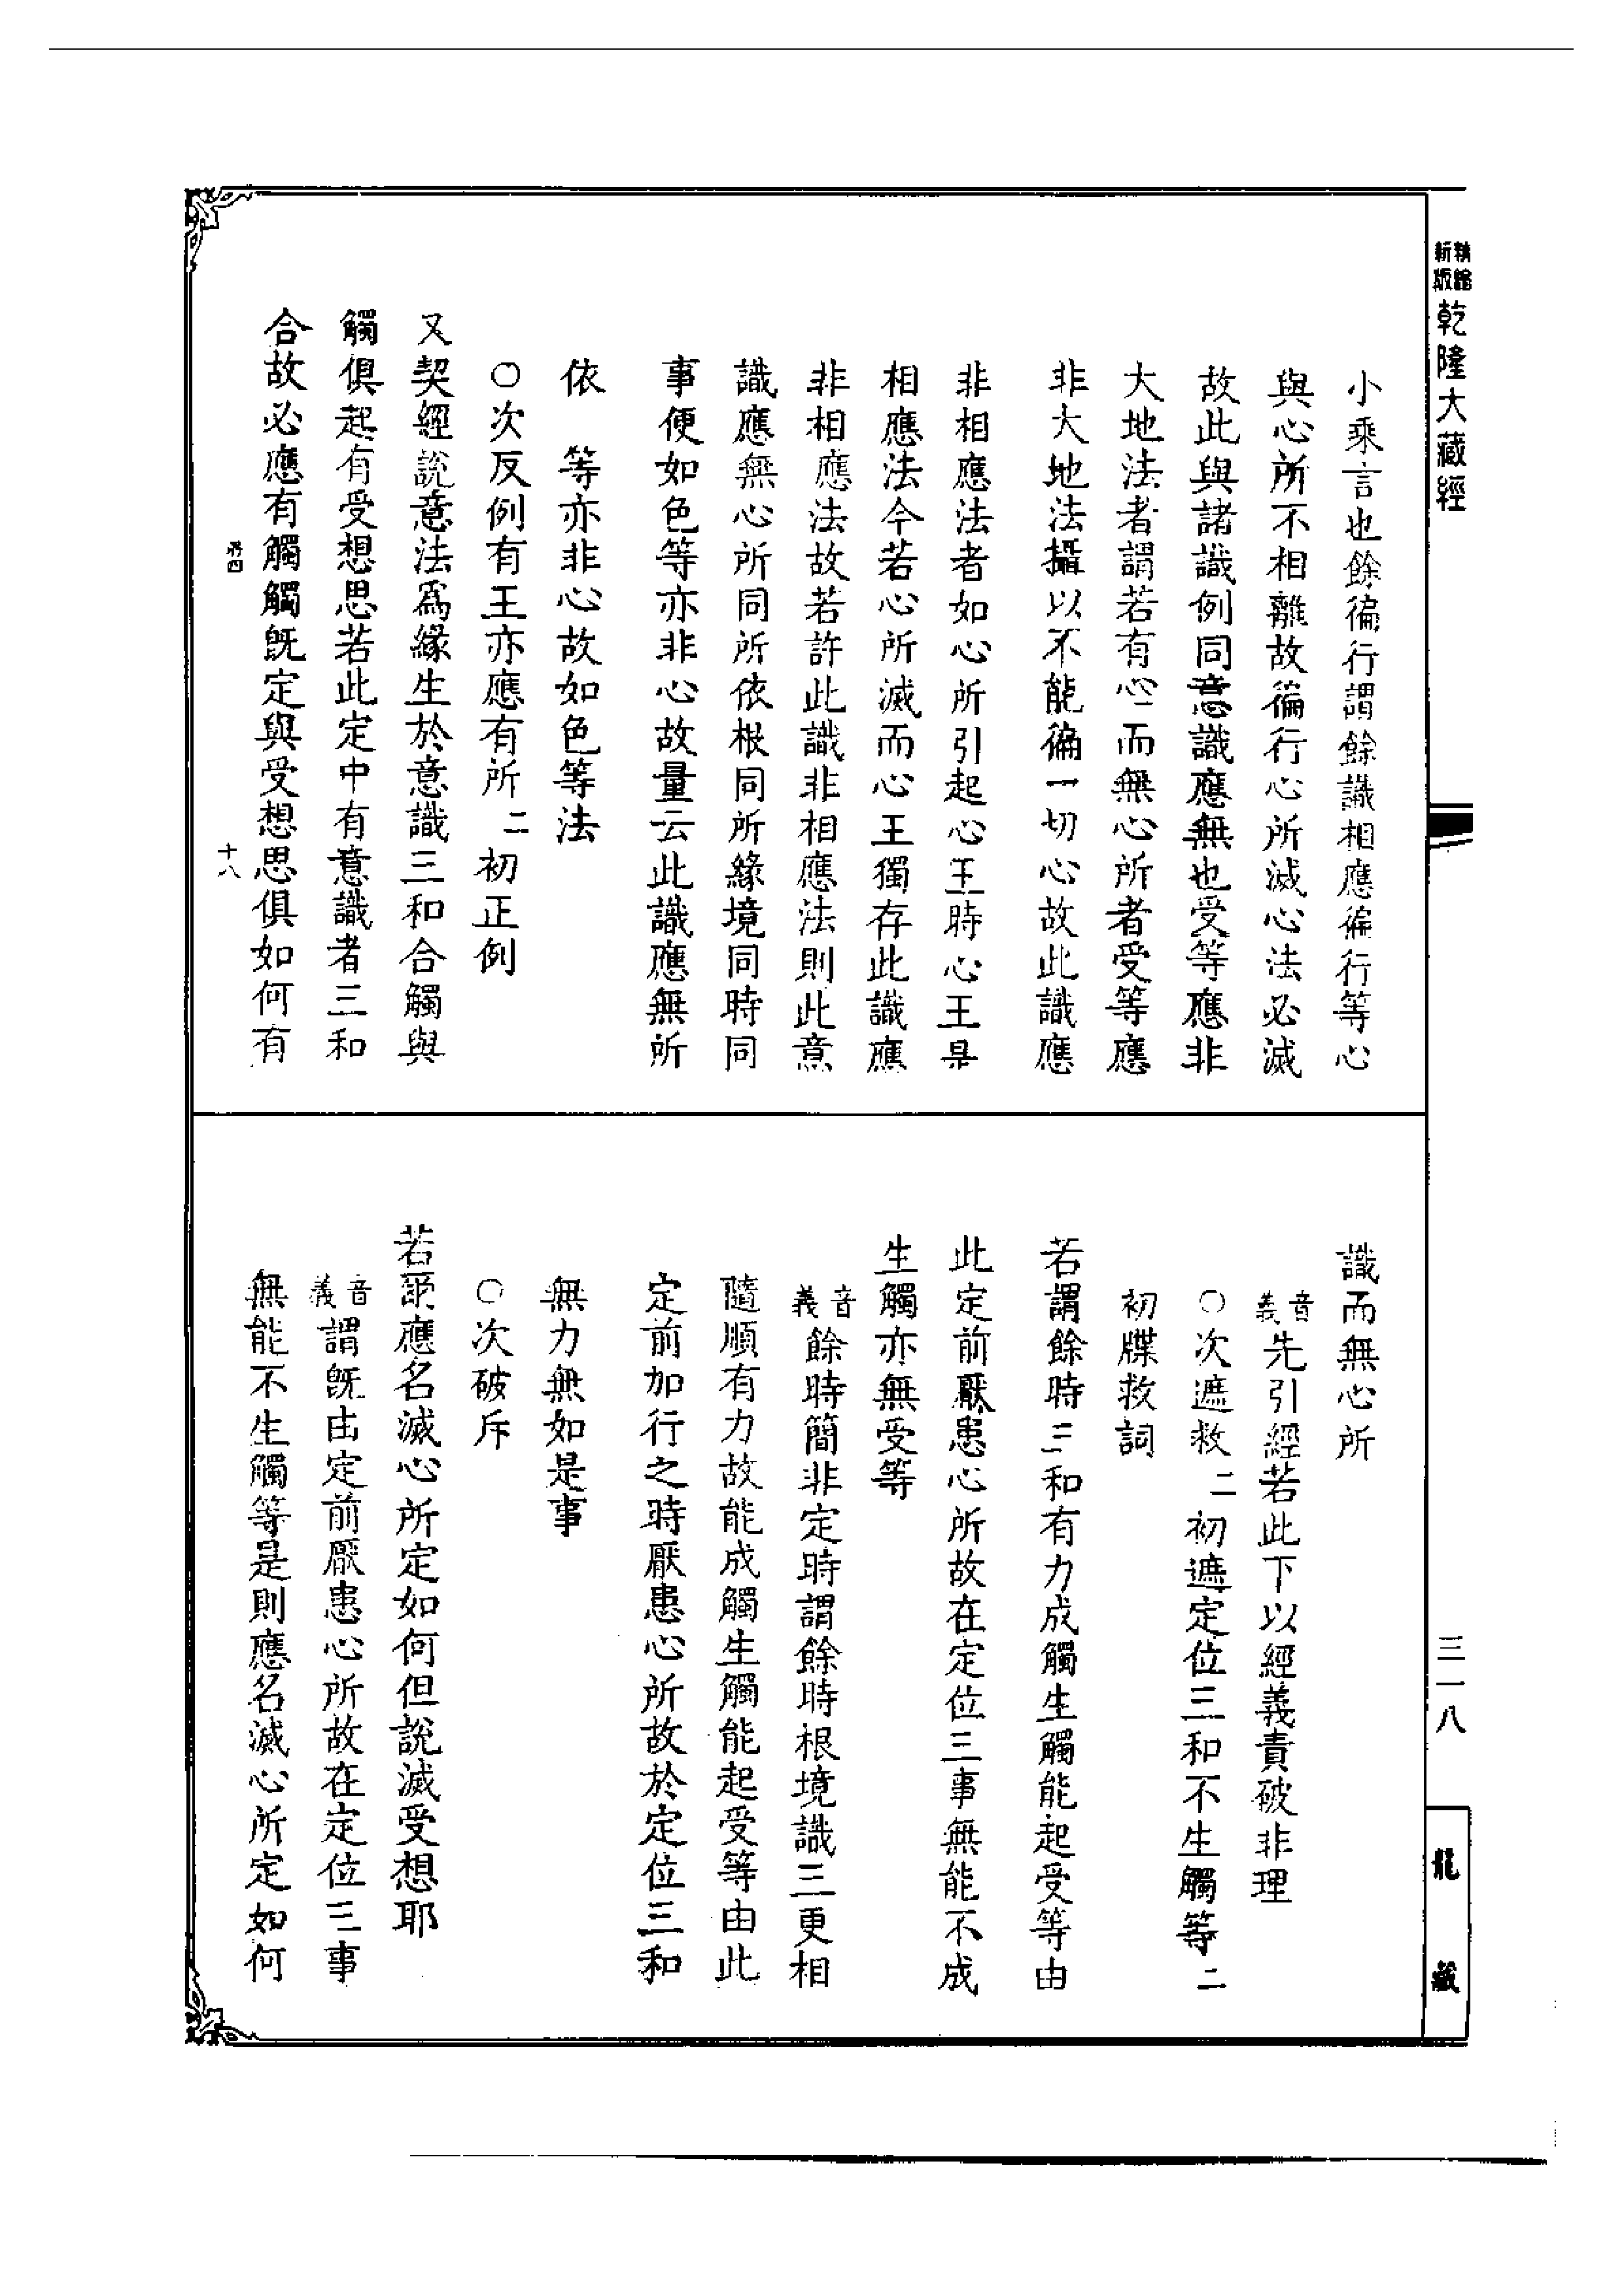 精縮
新版
乾隆大藏經
三一八
龍藏
小乘言也餘徧行謂餘識相應徧行等心
與心所不相離故徧行心所滅心法必滅
故此與諸識例同意識應無也受等應非
大地法者謂若有心而無心所者受等應
非大地法攝以不能徧一切心故此識應
非相應法者如心所引起心王時心王是
相應法今若心所滅而心王獨存此識應
非相應法故若許此識非相應法則此意
識應無心所同所依根同所緣境同時同
事便如色等亦非心故量云此識應無所
依　等亦非心故如色等法
○次反例有王亦應有所二初正例
又契經說意法爲緣生於意識三和合觸與
觸俱起有受想思若此定中有意識者三和
合故必應有觸觸既定與受想思俱如何有
十八
識而無心所
音義先引經若此下以經義責破非理
○次遮救二初遮定位三和不生觸等二
初牒救詞
若謂餘時三和有力成觸生觸能起受等由
此定前厭患心所故在定位三事無能不成
生觸亦無受等
音義餘時簡非定時謂餘時根境識三更相
隨順有力故能成觸生觸能起受等由此
定前加行之時厭患心所故於定位三和
無力無如是事
○次破斥
若爾應名滅心所定如何但說滅受想耶
音義謂既由定前厭患心所故在定位三事
無能不生觸等是則應名滅心所定如何